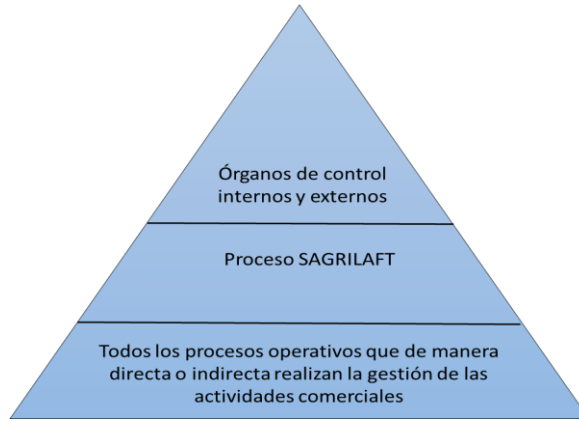 Órganos de control
internos y externos
Proceso SAGRILAFT
Todos los procesos operativos que de manera
directa o indirecta realizan la gestión de las
actividades comerciales